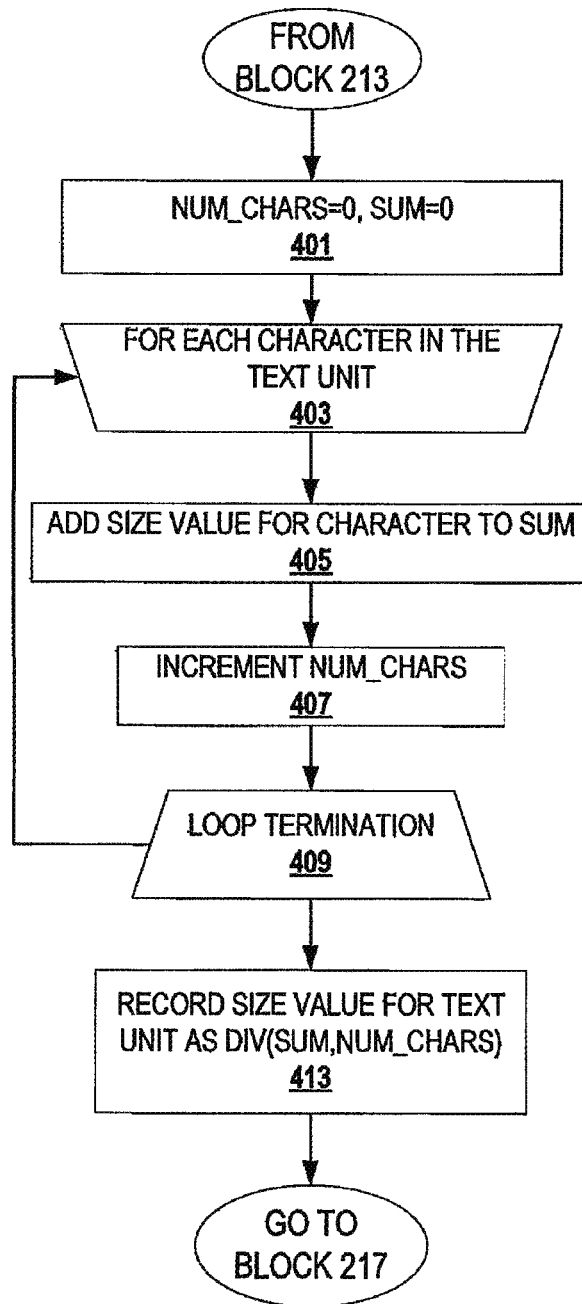 FROM
BLOCK 213
NUM_CHARS=0, SUM=0
401
FOR EACH CHARACTER IN THE
TEXT UNIT
403
ADD SIZE VALUE FOR CHARACTER TO SUM
405
INCREMENT NUM_CHARS
407
LOOP TERMINATION
409
RECORD SIZE VALUE FOR TEXT
UNIT AS DIV(SUM,NUM_CHARS)
413
GO TO
BLOCK 217